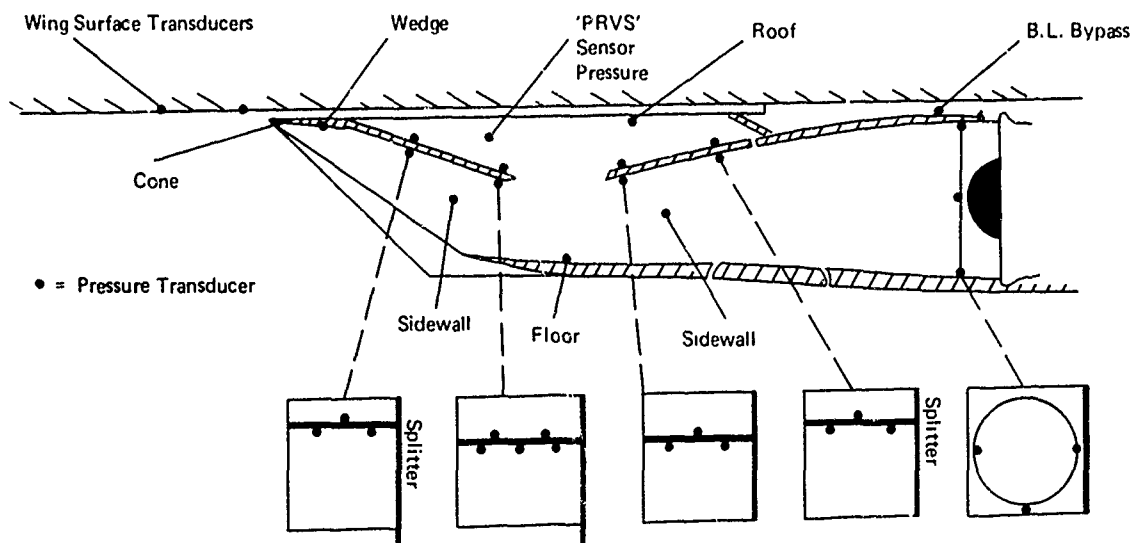 Wing Surface Transducers
Wedge
'PRVS'
Sensor
Pressure
Roof
B.L. Bypass
Cone
• = Pressure Transducer
Sidewall
Floor
Sidewall
Splitter
Splitter